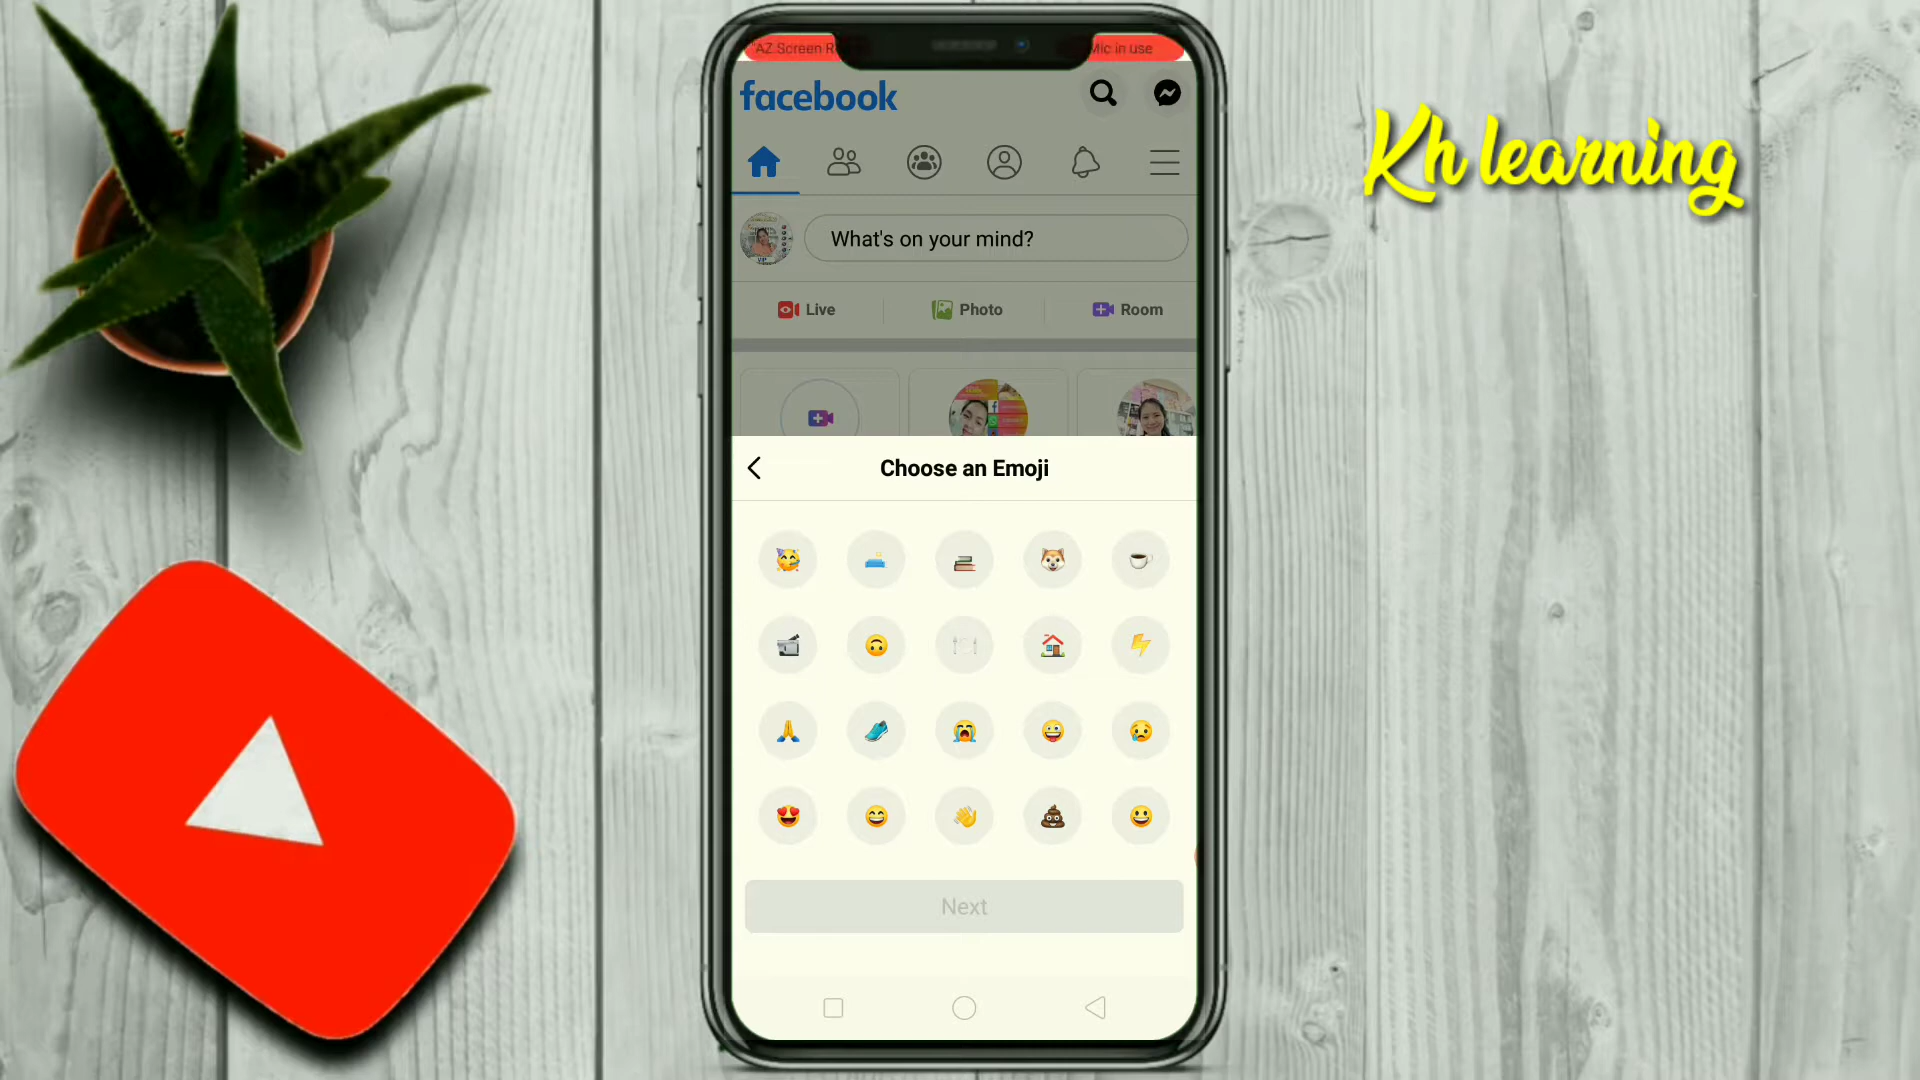 "AZ Screen R
Mic in use
facebook
Kh learning
What's on your mind?
Live
Photo
Room
Choose an Emoji
Next